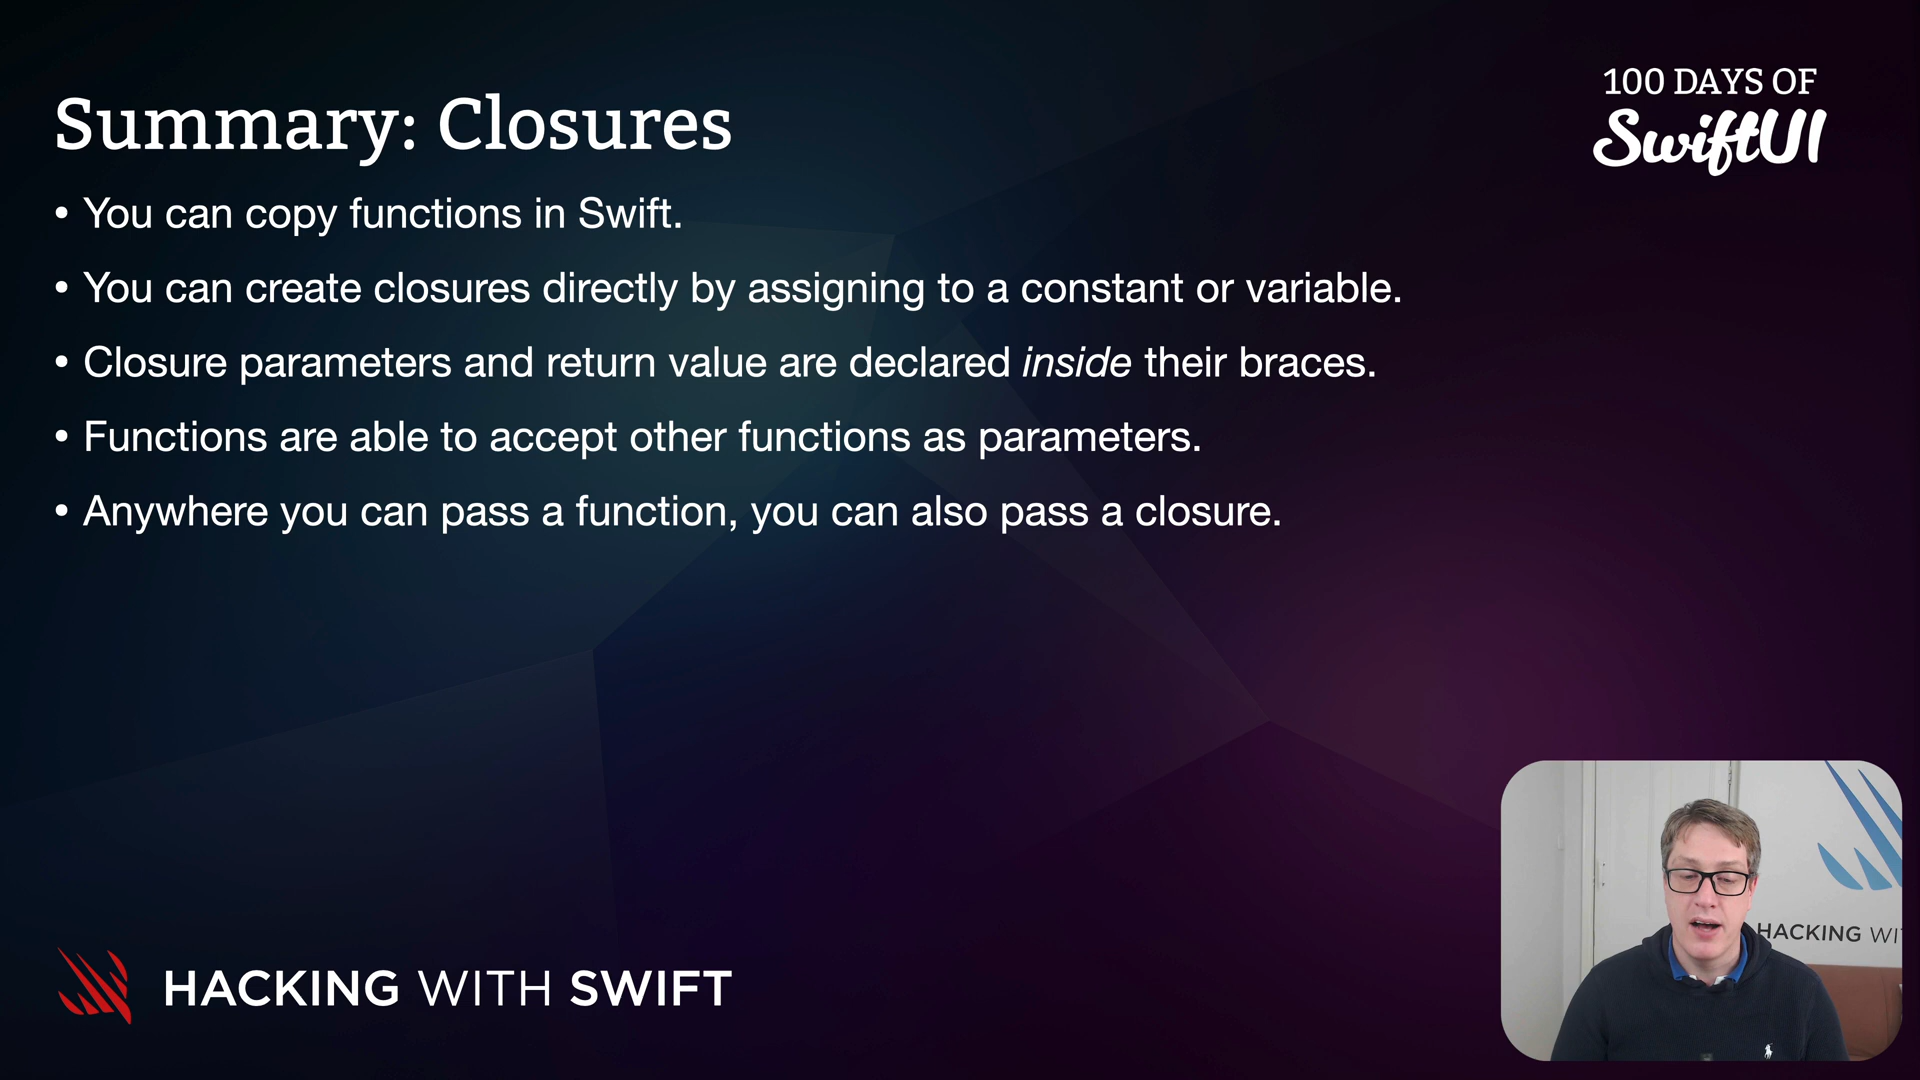 100 DAYS OF
SwiftUI
Summary: Closures
• You can copy functions in Swift.
• You can create closures directly by assigning to a constant or variable.
• Closure parameters and return value are declared inside their braces.
• Functions are able to accept other functions as parameters.
• Anywhere you can pass a function, you can also pass a closure.
HACKING WI
HACKING WITH SWIFT